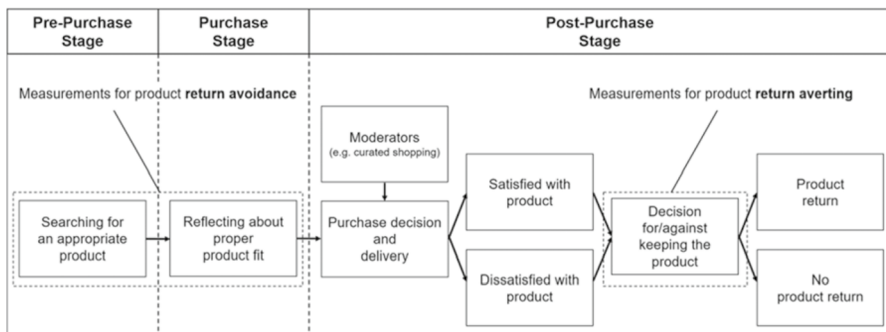 Pre-Purchase
Stage
Purchase
Stage
Post-Purchase
Stage
Measurements for product return avoidance
Measurements for product return averting
Moderators
(e.g. curated shopping)
Searching for
an appropriate
product
Reflecting about
proper
product fit
Purchase decision
and
delivery
Satisfied with
product
Dissatisfied with
product
Decision
for/against
keeping the
product
Product
return
No
product return